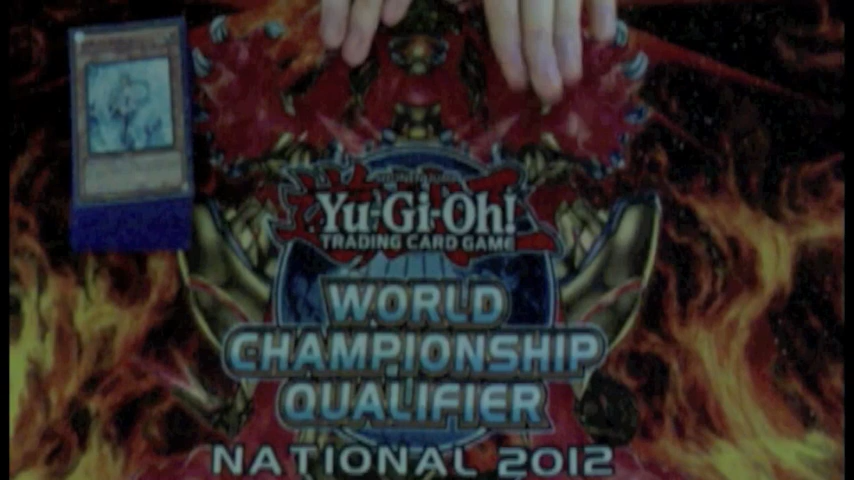 Yu-Gi-Oh!
TRADING CARD GAME
WORLD
CHAMPIONSHIP
QUALIFIER
NATIONAL 2012